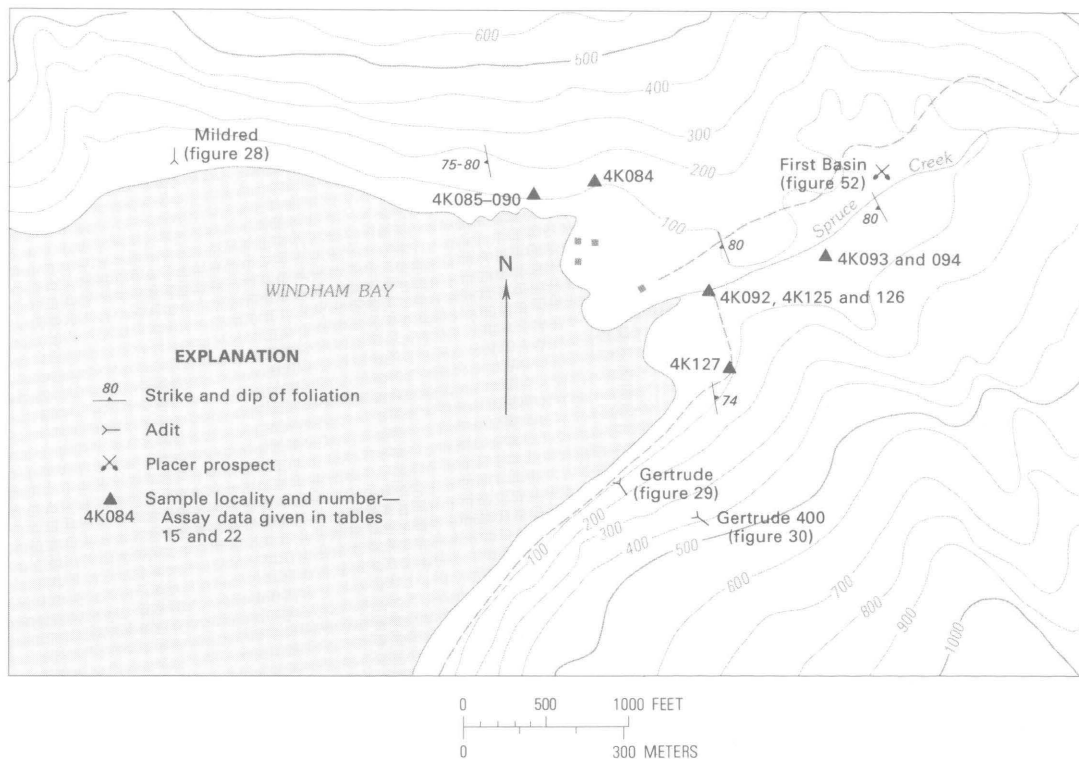 600
500
400
300
200
100
Mildred
(figure 28)
75-80
4K084
4K085–090
First Basin
(figure 52)
Spruce Creek
80
80
4K093 and 094
4K092, 4K125 and 126
4K127
74
N
WINDHAM BAY
EXPLANATION
80
Strike and dip of foliation
Adit
Placer prospect
Sample locality and number—
4K084 Assay data given in tables
15 and 22
Gertrude
(figure 29)
Gertrude 400
(figure 30)
100
200
300
400
500
600
700
800
900
1000
0 500 1000 FEET
0 300 METERS